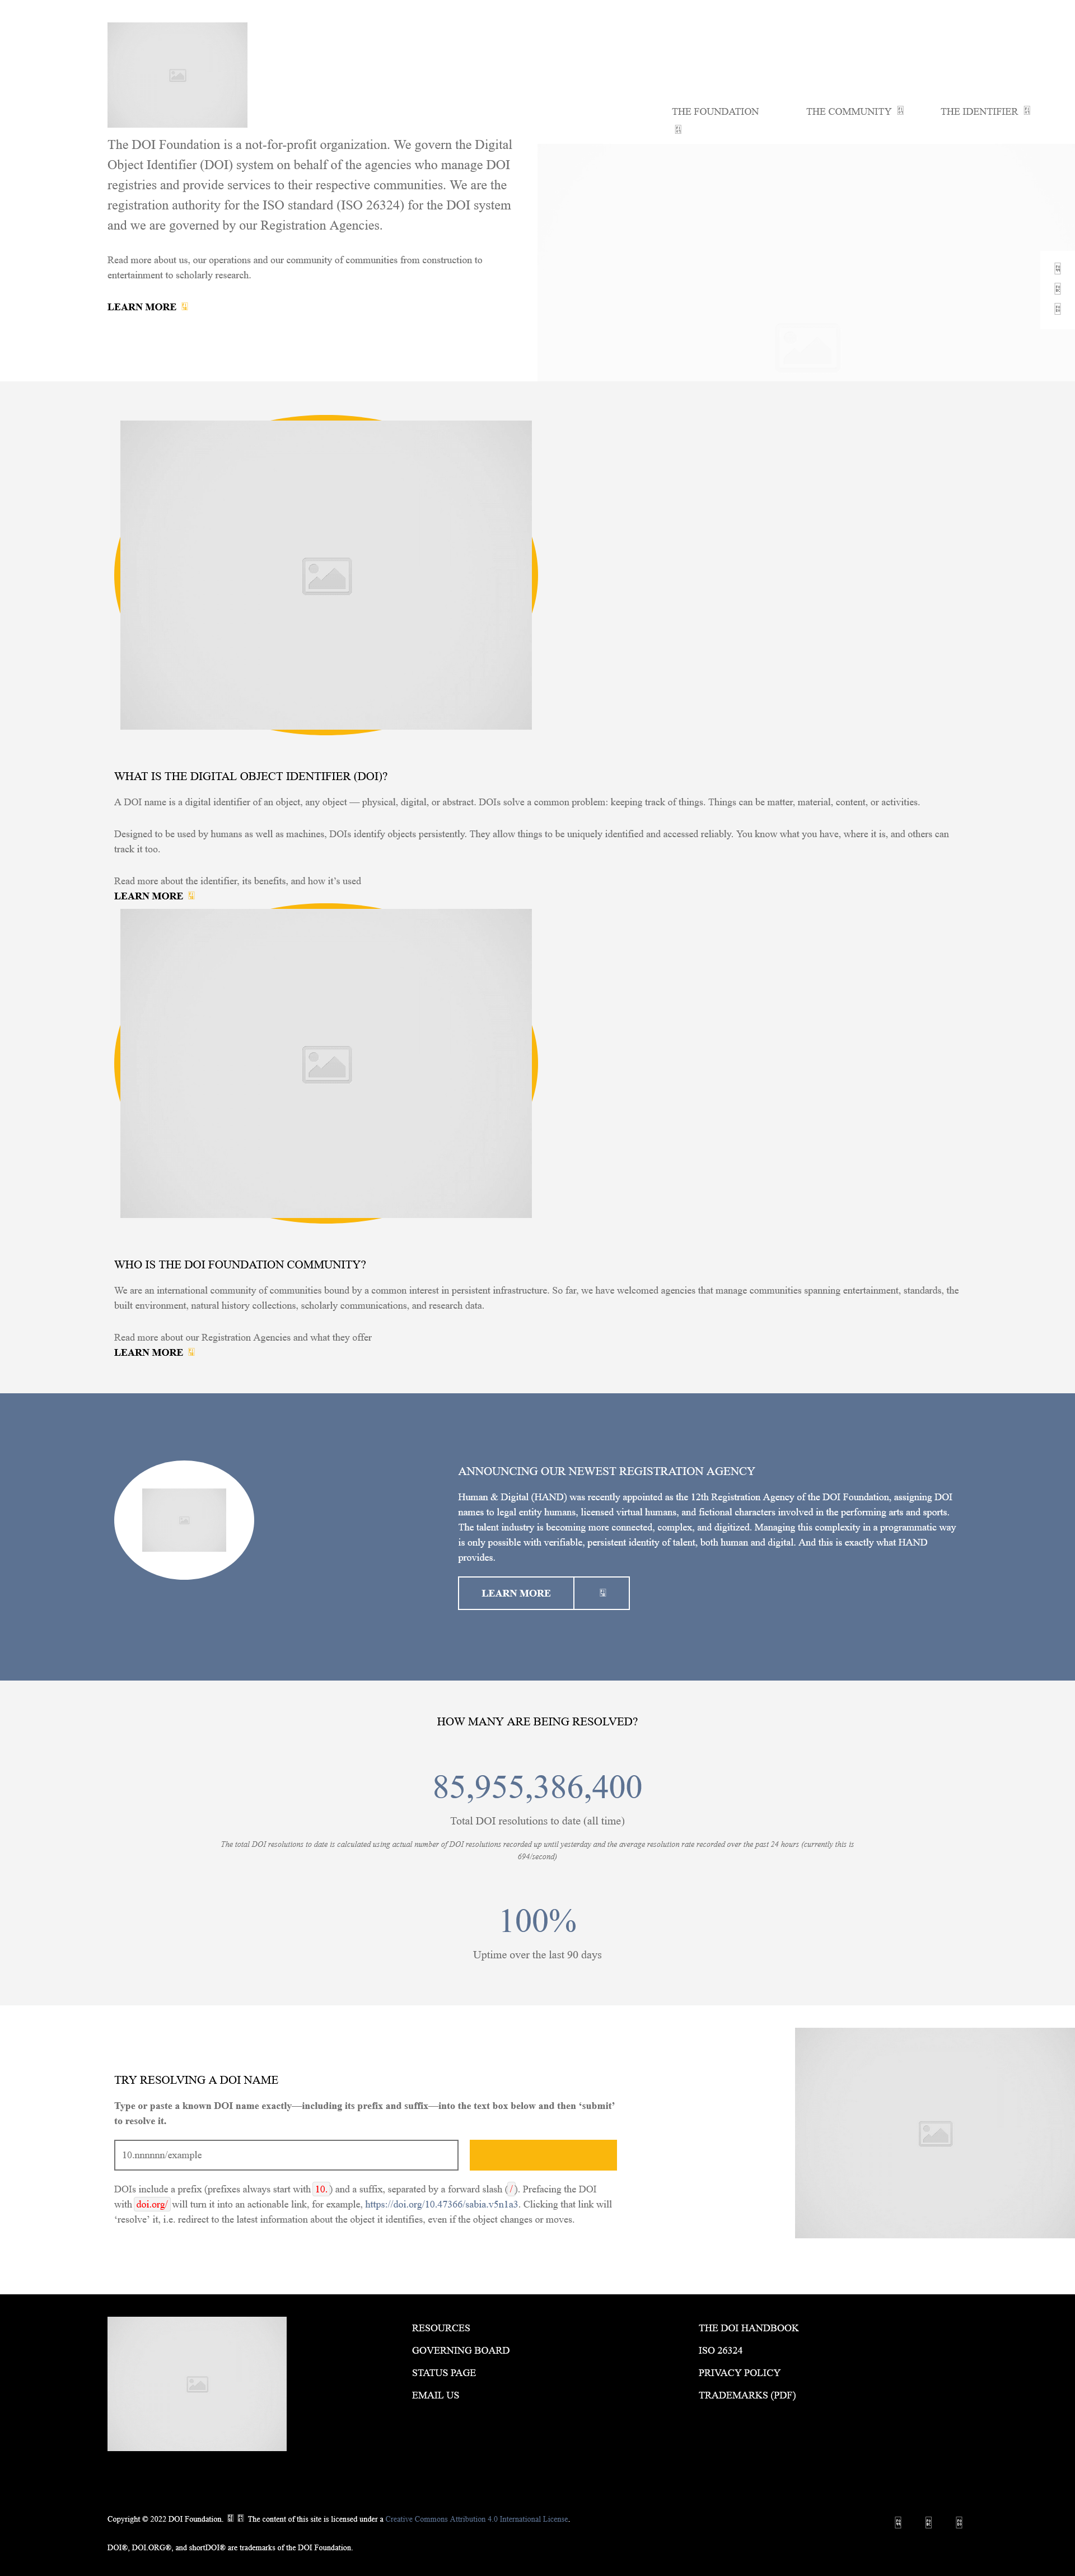 THE FOUNDATION
THE COMMUNITY
THE IDENTIFIER
The DOI Foundation is a not-for-profit organization. We govern the Digital
Object Identifier (DOI) system on behalf of the agencies who manage DOI
registries and provide services to their respective communities. We are the
registration authority for the ISO standard (ISO 26324) for the DOI system
and we are governed by our Registration Agencies.
Read more about us, our operations and our community of communities from construction to
entertainment to scholarly research.
LEARN MORE
WHAT IS THE DIGITAL OBJECT IDENTIFIER (DOI)?
A DOI name is a digital identifier of an object, any object — physical, digital, or abstract. DOIs solve a common problem: keeping track of things. Things can be matter, material, content, or activities.
Designed to be used by humans as well as machines, DOIs identify objects persistently. They allow things to be uniquely identified and accessed reliably. You know what you have, where it is, and others can
track it too.
Read more about the identifier, its benefits, and how it’s used
LEARN MORE
WHO IS THE DOI FOUNDATION COMMUNITY?
We are an international community of communities bound by a common interest in persistent infrastructure. So far, we have welcomed agencies that manage communities spanning entertainment, standards, the
built environment, natural history collections, scholarly communications, and research data.
Read more about our Registration Agencies and what they offer
LEARN MORE
ANNOUNCING OUR NEWEST REGISTRATION AGENCY
Human & Digital (HAND) was recently appointed as the 12th Registration Agency of the DOI Foundation, assigning DOI
names to legal entity humans, licensed virtual humans, and fictional characters involved in the performing arts and sports.
The talent industry is becoming more connected, complex, and digitized. Managing this complexity in a programmatic way
is only possible with verifiable, persistent identity of talent, both human and digital. And this is exactly what HAND
provides.
LEARN MORE
HOW MANY ARE BEING RESOLVED?
85,955,386,400
Total DOI resolutions to date (all time)
The total DOI resolutions to date is calculated using actual number of DOI resolutions recorded up until yesterday and the average resolution rate recorded over the past 24 hours (currently this is
694/second)
100%
Uptime over the last 90 days
TRY RESOLVING A DOI NAME
Type or paste a known DOI name exactly—including its prefix and suffix—into the text box below and then ‘submit’
to resolve it.
10.nnnnnn/example
DOIs include a prefix (prefixes always start with 10. ) and a suffix, separated by a forward slash ( / ). Prefacing the DOI
with doi.org/ will turn it into an actionable link, for example, https://doi.org/10.47366/sabia.v5n1a3. Clicking that link will
‘resolve’ it, i.e. redirect to the latest information about the object it identifies, even if the object changes or moves.
RESOURCES
GOVERNING BOARD
STATUS PAGE
EMAIL US
THE DOI HANDBOOK
ISO 26324
PRIVACY POLICY
TRADEMARKS (PDF)
Copyright © 2022 DOI Foundation. The content of this site is licensed under a Creative Commons Attribution 4.0 International License.
DOI®, DOI.ORG®, and shortDOI® are trademarks of the DOI Foundation.